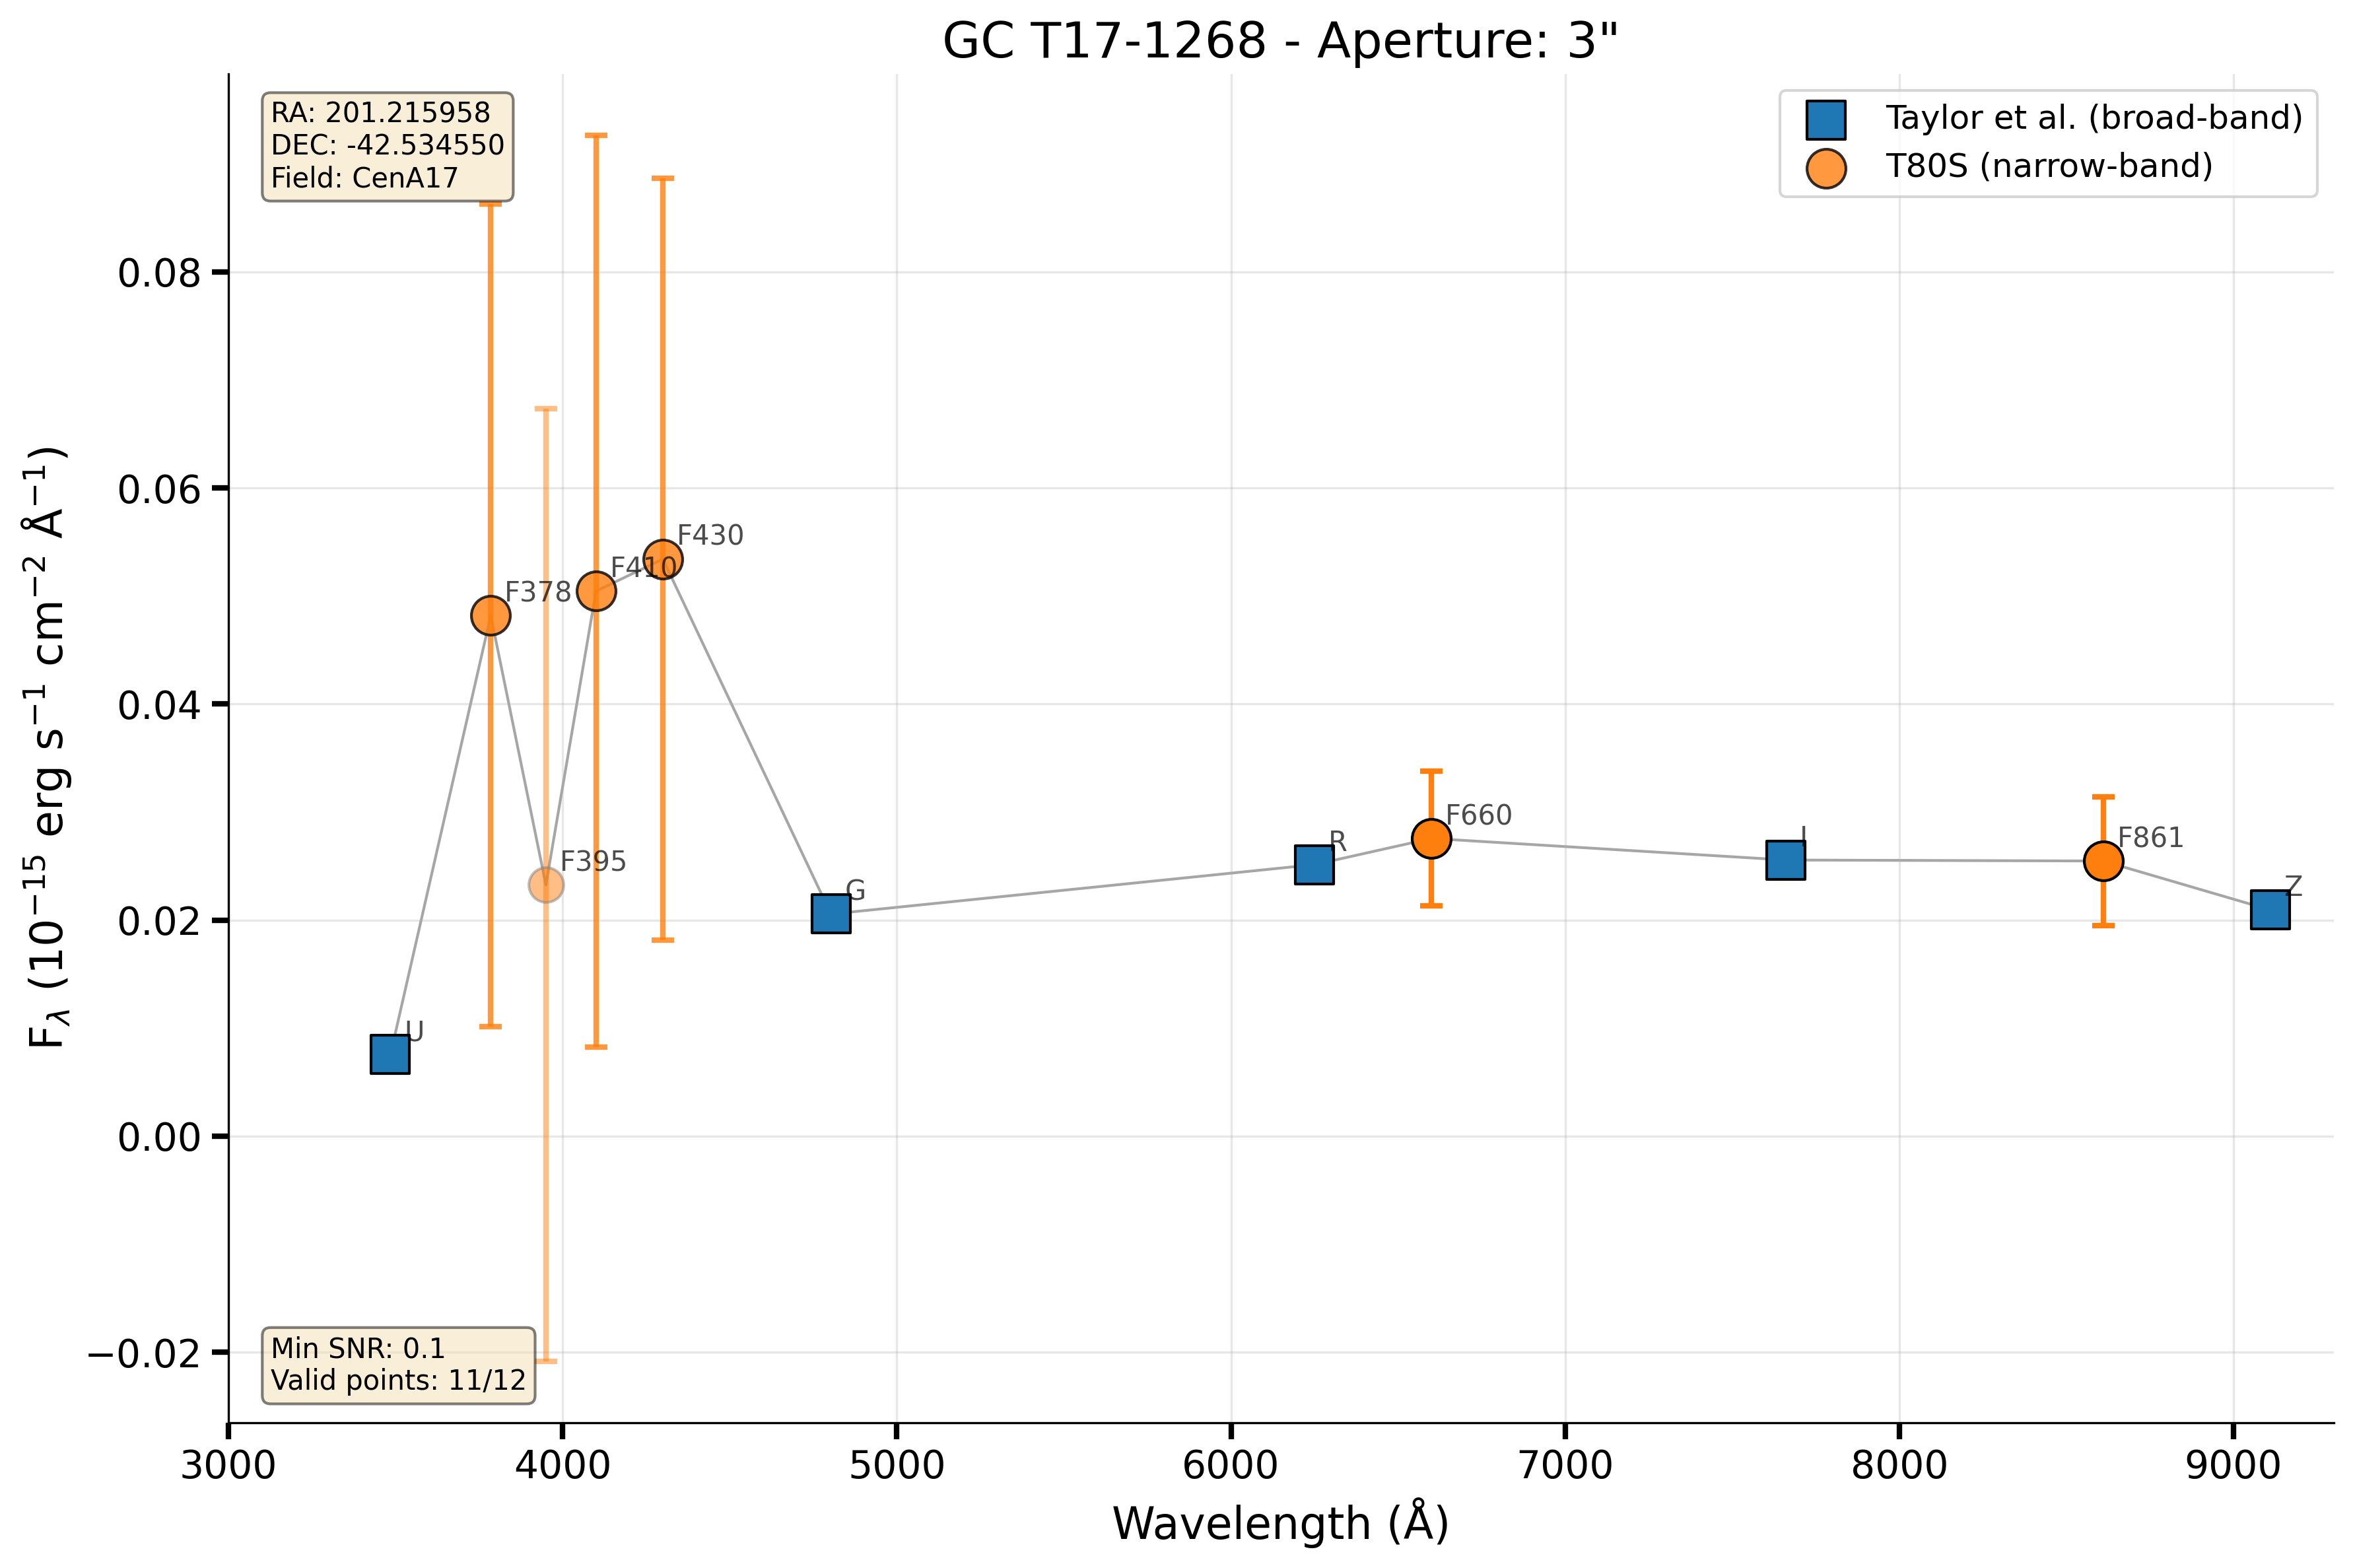 GC T17-1268 - Aperture: 3"
RA: 201.215958
DEC: -42.534550
Field: CenA17
Taylor et al. (broad-band)
T80S (narrow-band)
F_λ (10⁻¹⁵ erg s⁻¹ cm⁻² Å⁻¹)
0.08
0.06
0.04
0.02
0.00
−0.02
F430
F410
F378
F395
U
G
R
F660
I
F861
Z
Min SNR: 0.1
Valid points: 11/12
3000 4000 5000 6000 7000 8000 9000
Wavelength (Å)